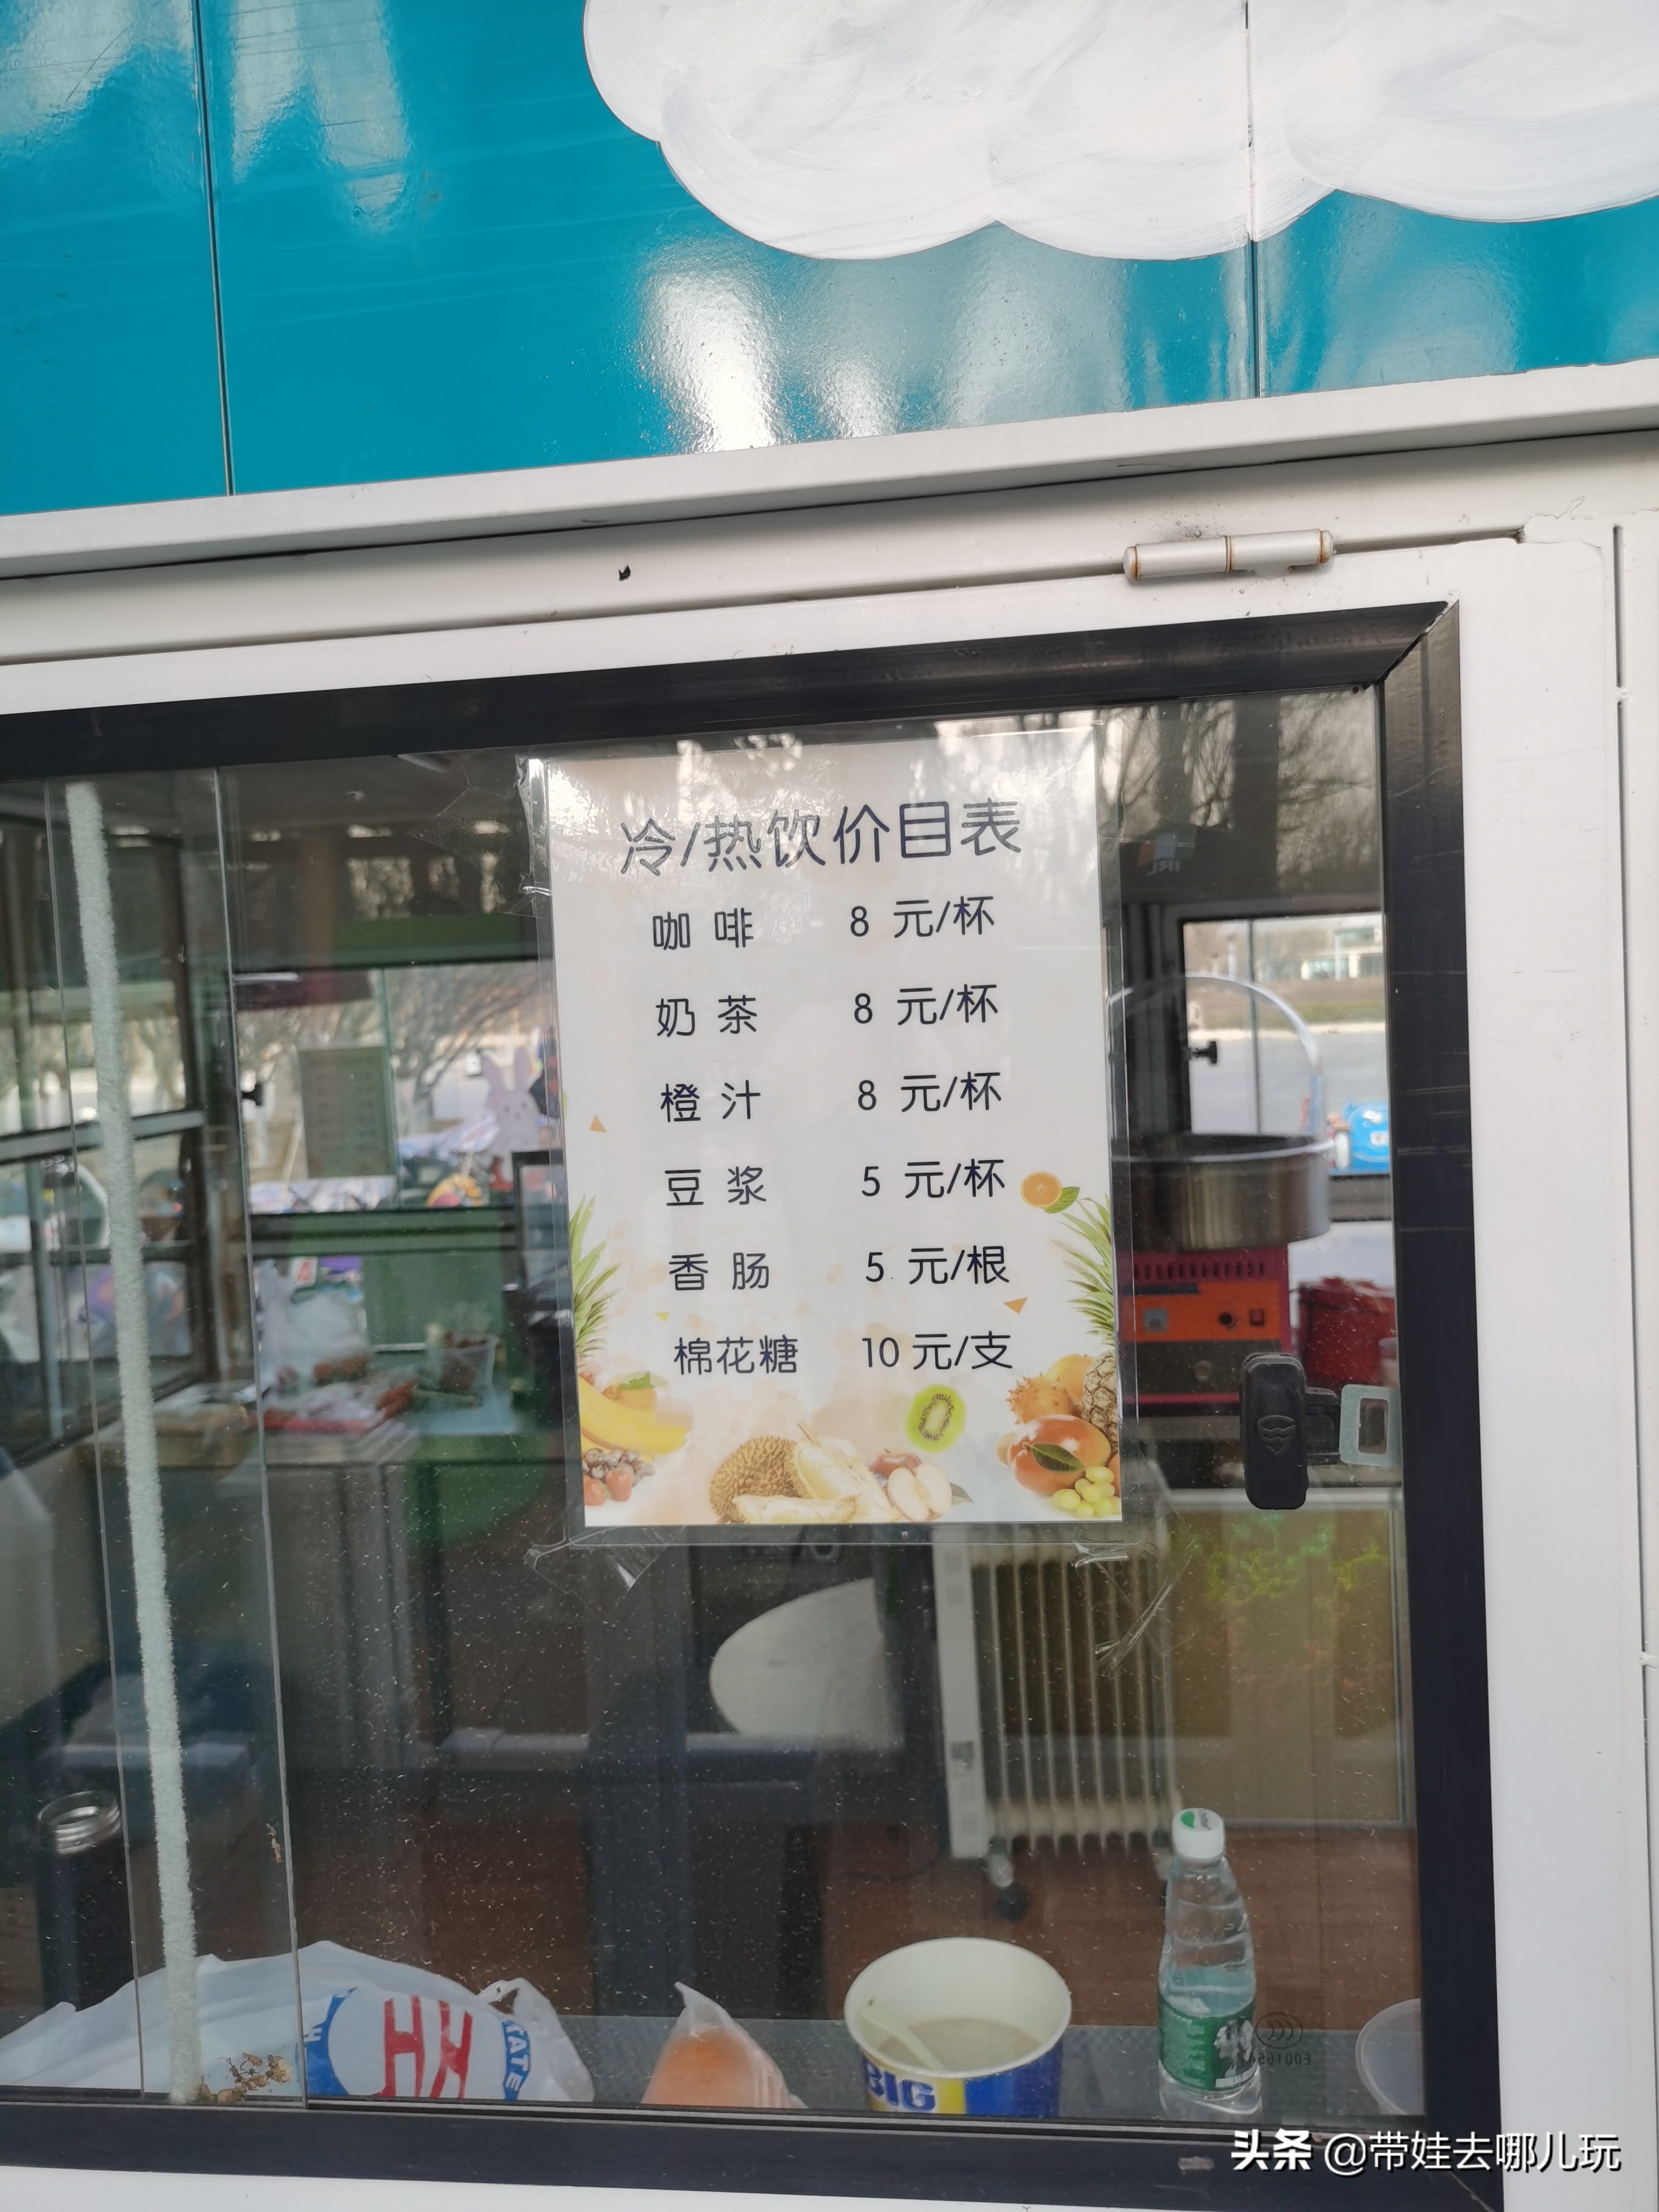 冷/热饮价目表
咖啡 8 元/杯
奶茶 8 元/杯
橙汁 8 元/杯
豆浆 5 元/杯
香肠 5 元/根
棉花糖 10 元/支
BIG
E001654
头条 @带娃去哪儿玩